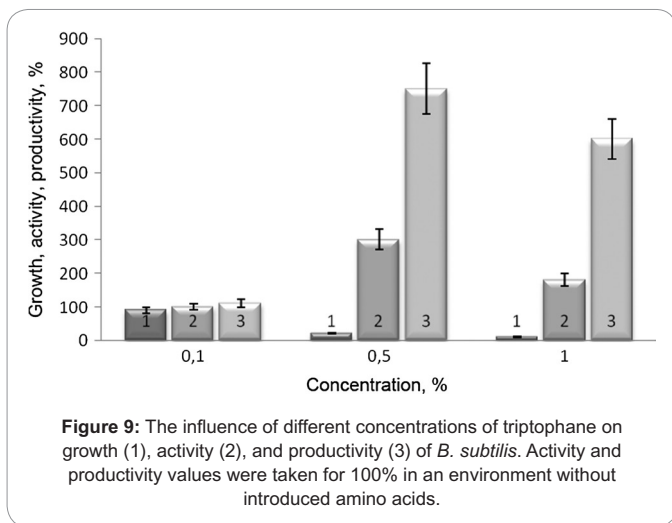 900
800
700
600
500
400
300
200
100
0
Growth, activity, productivity, %
1 2 3 1 2 3 1 2 3
0,1 0,5 1
Concentration, %
Figure 9: The influence of different concentrations of triptophane on
growth (1), activity (2), and productivity (3) of B. subtilis. Activity and
productivity values were taken for 100% in an environment without
introduced amino acids.